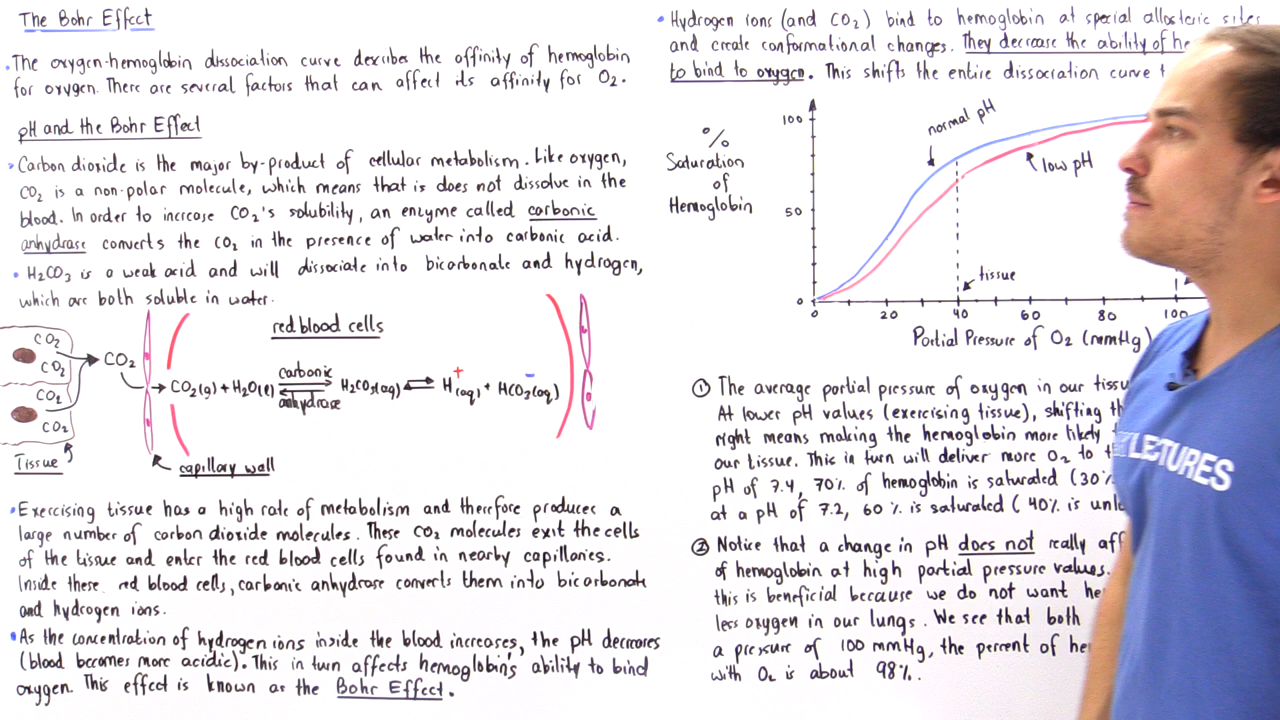 The Bohr Effect
• The oxygen-hemoglobin dissociation curve describes the affinity of hemoglobin
for oxygen. There are several factors that can affect its affinity for O2.
pH and the Bohr Effect
• Carbon dioxide is the major by-product of cellular metabolism. Like oxygen,
CO2 is a non-polar molecule, which means that is does not dissolve in the
blood. In order to increase CO2's solubility, an enzyme called carbonic
anhydrase converts the CO2 in the presence of water into carbonic acid.
• H2CO3 is a weak acid and will dissociate into bicarbonate and hydrogen,
which are both soluble in water.
red blood cells
CO2
CO2
CO2
CO2
CO2
CO2(g) + H2O(l) carbonic anhydrase H2CO3(aq) H+(aq) + HCO3-(aq)
Tissue
capillary wall
• Exercising tissue has a high rate of metabolism and therefore produces a
large number of carbon dioxide molecules. These CO2 molecules exit the cells
of the tissue and enter the red blood cells found in nearby capillaries.
Inside these red blood cells, carbonic anhydrase converts them into bicarbonate
and hydrogen ions.
• As the concentration of hydrogen ions inside the blood increases, the pH decreases
(blood becomes more acidic). This in turn affects hemoglobin's ability to bind
oxygen. This effect is known as the Bohr Effect.
• Hydrogen ions (and CO2) bind to hemoglobin at special allosteric sites
and create conformational changes. They decrease the ability of he
to bind to oxygen. This shifts the entire dissociation curve t
% Saturation of Hemoglobin
100
50
0
normal pH
low pH
tissue
0 20 40 60 80 100
Partial Pressure of O2 (mmHg)
① The average partial pressure of oxygen in our tissu
At lower pH values (exercising tissue), shifting th
right means making the hemoglobin more likely t
our tissue. This in turn will deliver more O2 to t
pH of 7.4, 70% of hemoglobin is saturated (30%
at a pH of 7.2, 60% is saturated (40% is unl
② Notice that a change in pH does not really aff
of hemoglobin at high partial pressure values.
this is beneficial because we do not want he
less oxygen in our lungs. We see that both
a pressure of 100 mmHg, the percent of he
with O2 is about 98%.
LECTURES